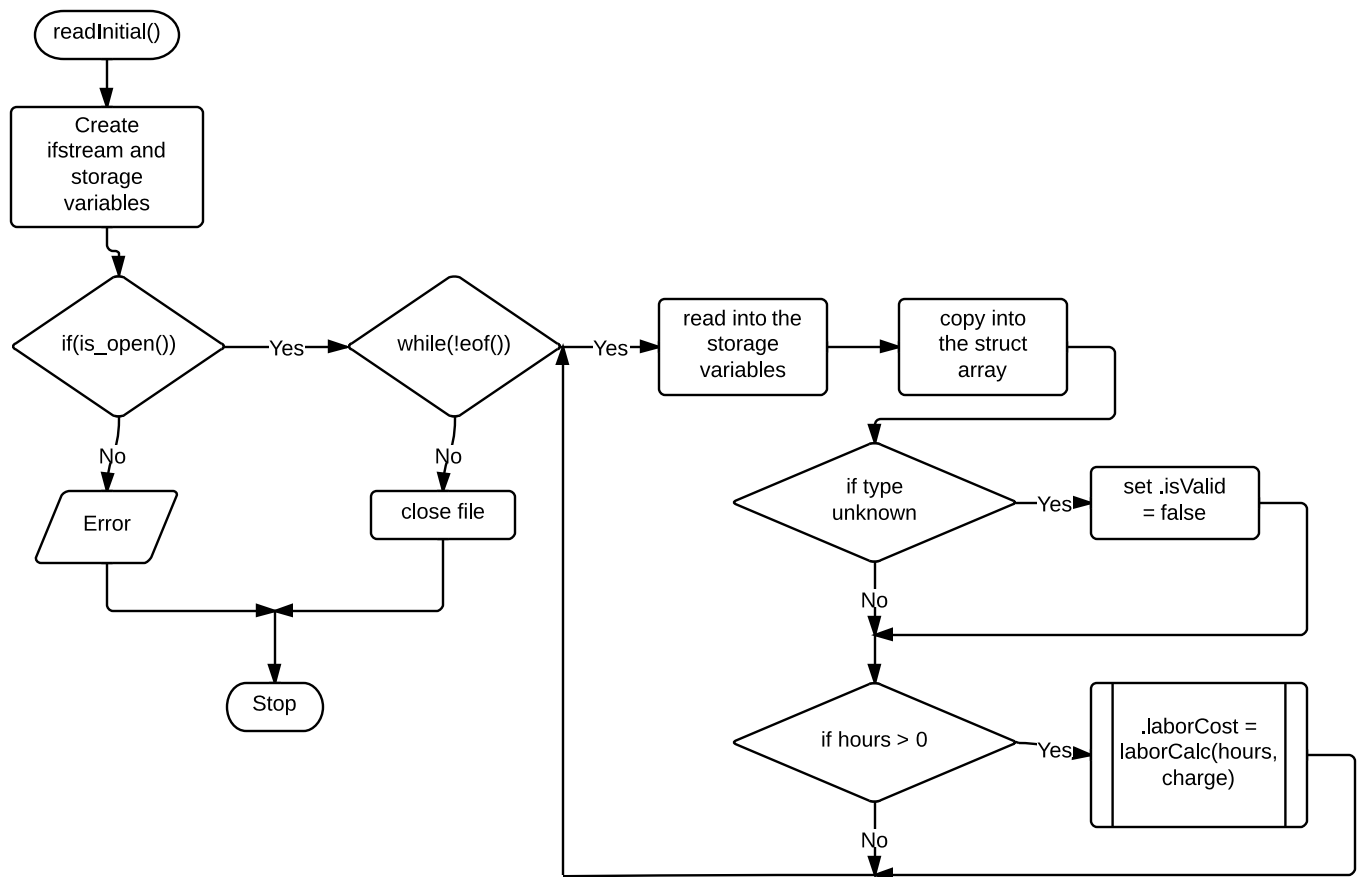 readInitial()
Create
ifstream and
storage
variables
if(is_open())
Yes
while(!eof())
Yes
read into the
storage
variables
copy into
the struct
array
No
Error
No
close file
Stop
if type
unknown
Yes
set .isValid
= false
No
if hours > 0
Yes
.laborCost =
laborCalc(hours,
charge)
No